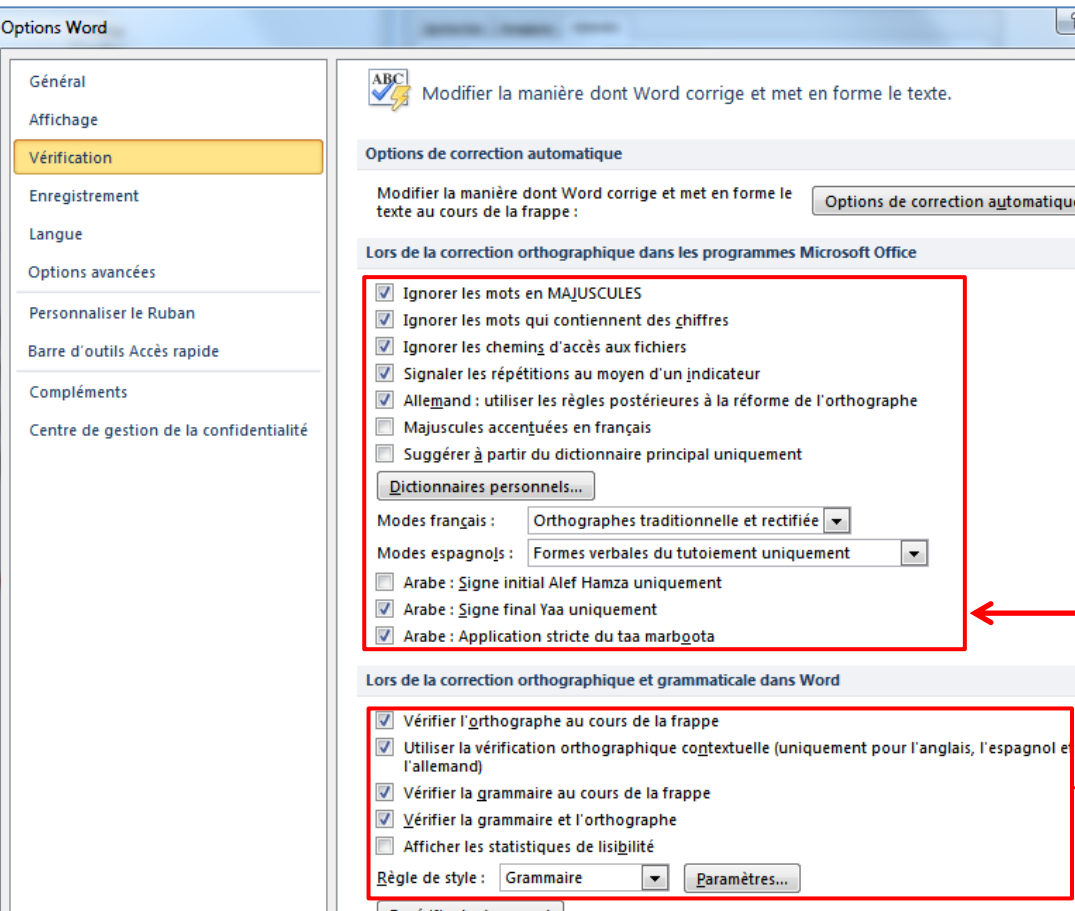 Options Word
Général
Affichage
Vérification
Enregistrement
Langue
Options avancées
Personnaliser le Ruban
Barre d'outils Accès rapide
Compléments
Centre de gestion de la confidentialité
ABC
Modifier la manière dont Word corrige et met en forme le texte.
Options de correction automatique
Modifier la manière dont Word corrige et met en forme le
texte au cours de la frappe :
Options de correction automatique
Lors de la correction orthographique dans les programmes Microsoft Office
Ignorer les mots en MAJUSCULES
Ignorer les mots qui contiennent des chiffres
Ignorer les chemins d'accès aux fichiers
Signaler les répétitions au moyen d'un indicateur
Allemand : utiliser les règles postérieures à la réforme de l'orthographe
Majuscules accentuées en français
Suggérer à partir du dictionnaire principal uniquement
Dictionnaires personnels...
Modes français : Orthographes traditionnelle et rectifiée
Modes espagnols : Formes verbales du tutoiement uniquement
Arabe : Signe initial Alef Hamza uniquement
Arabe : Signe final Yaa uniquement
Arabe : Application stricte du taa marboota
Lors de la correction orthographique et grammaticale dans Word
Vérifier l'orthographe au cours de la frappe
Utiliser la vérification orthographique contextuelle (uniquement pour l'anglais, l'espagnol et
l'allemand)
Vérifier la grammaire au cours de la frappe
Vérifier la grammaire et l'orthographe
Afficher les statistiques de lisibilité
Règle de style : Grammaire Paramètres...